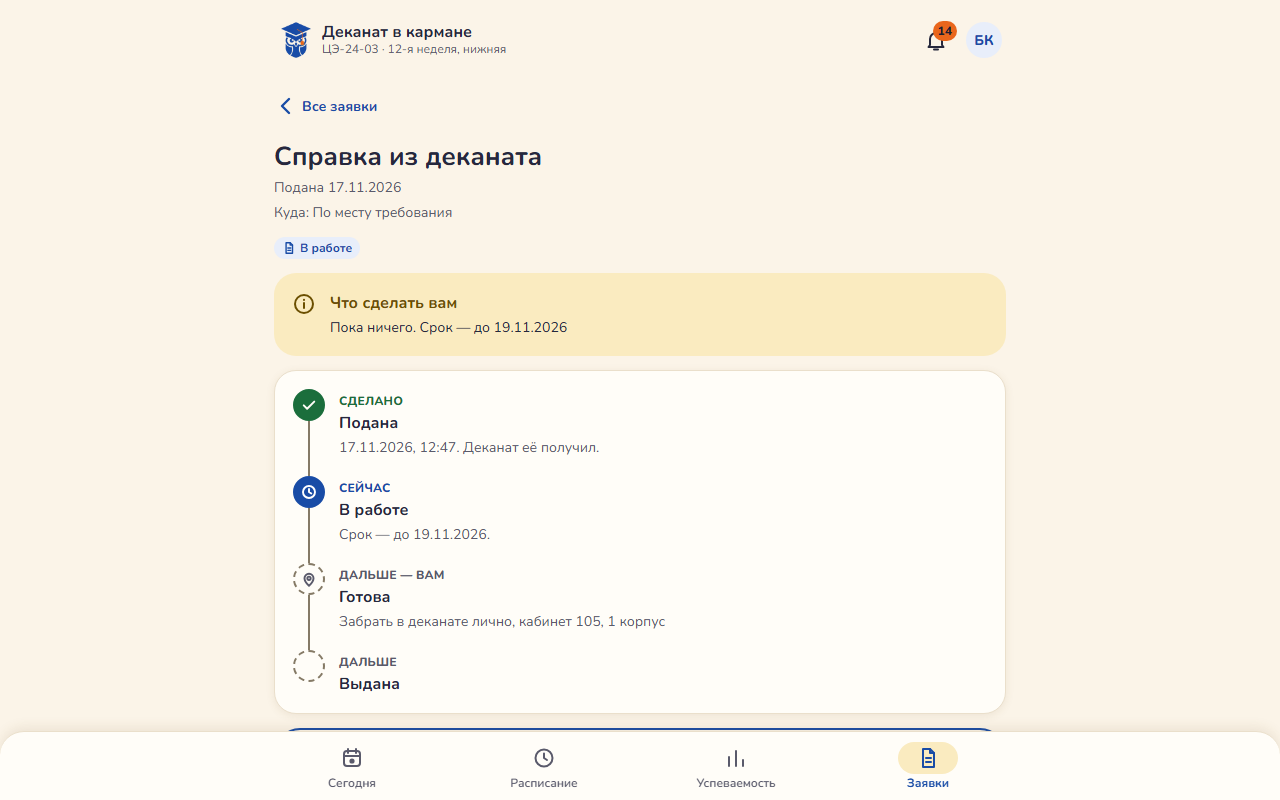 Деканат в кармане
ЦЭ-24-03 · 12-я неделя, нижняя
14
БК
Все заявки
Справка из деканата
Подана 17.11.2026
Куда: По месту требования
В работе
Что сделать вам
Пока ничего. Срок — до 19.11.2026
СДЕЛАНО
Подана
17.11.2026, 12:47. Деканат её получил.
СЕЙЧАС
В работе
Срок — до 19.11.2026.
ДАЛЬШЕ — ВАМ
Готова
Забрать в деканате лично, кабинет 105, 1 корпус
ДАЛЬШЕ
Выдана
Сегодня
Расписание
Успеваемость
Заявки